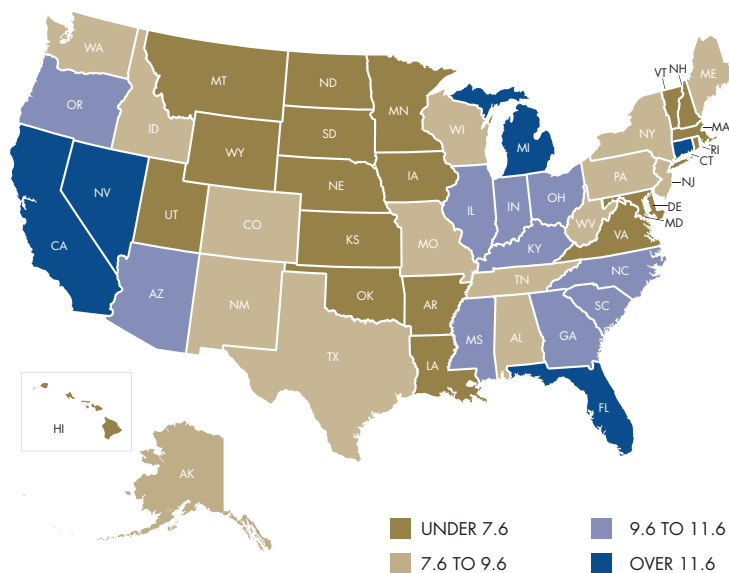 WA
MT
ND
MN
VT NH
ME
OR
ID
SD
WI
MI
NY
MA
RI
CT
WY
IA
PA
NJ
NE
NV
UT
IL
IN
OH
DE
MD
CO
WV
VA
CA
KS
MO
KY
NC
TN
AZ
NM
OK
AR
SC
MS
AL
GA
TX
LA
FL
HI
AK
UNDER 7.6
9.6 TO 11.6
7.6 TO 9.6
OVER 11.6